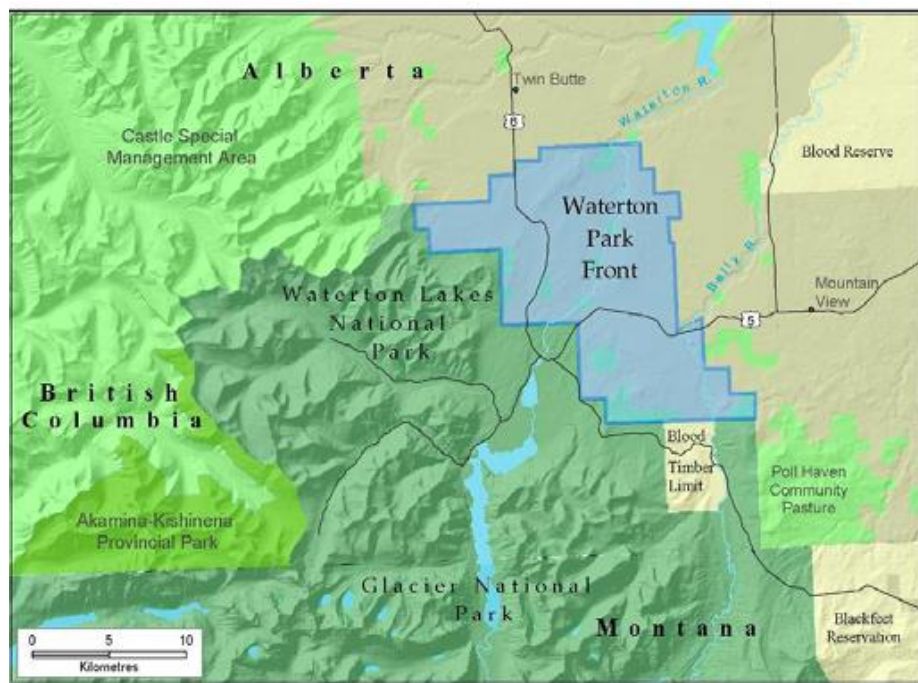 Alberta
Twin Butte
Waterton R.
6
Castle Special
Management Area
Blood Reserve
Waterton
Park
Front
Belly R.
Mountain
View
5
Waterton Lakes
National
Park
British
Columbia
Blood
Timber
Limit
Poll Haven
Community
Pasture
Akamina-Kishinena
Provincial Park
Glacier National
Park
Montana
Blackfeet
Reservation
0 5 10
Kilometres